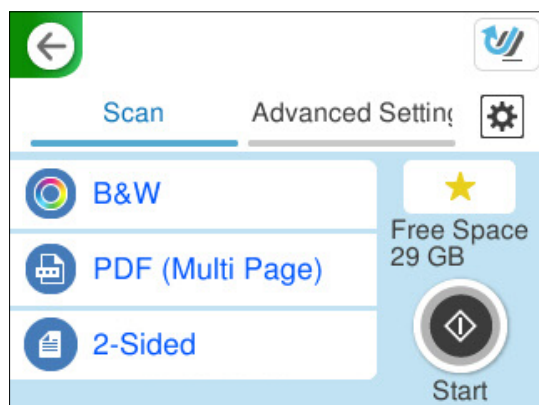 Scan
Advanced Setting
B&W
Free Space
29 GB
PDF (Multi Page)
2-Sided
Start